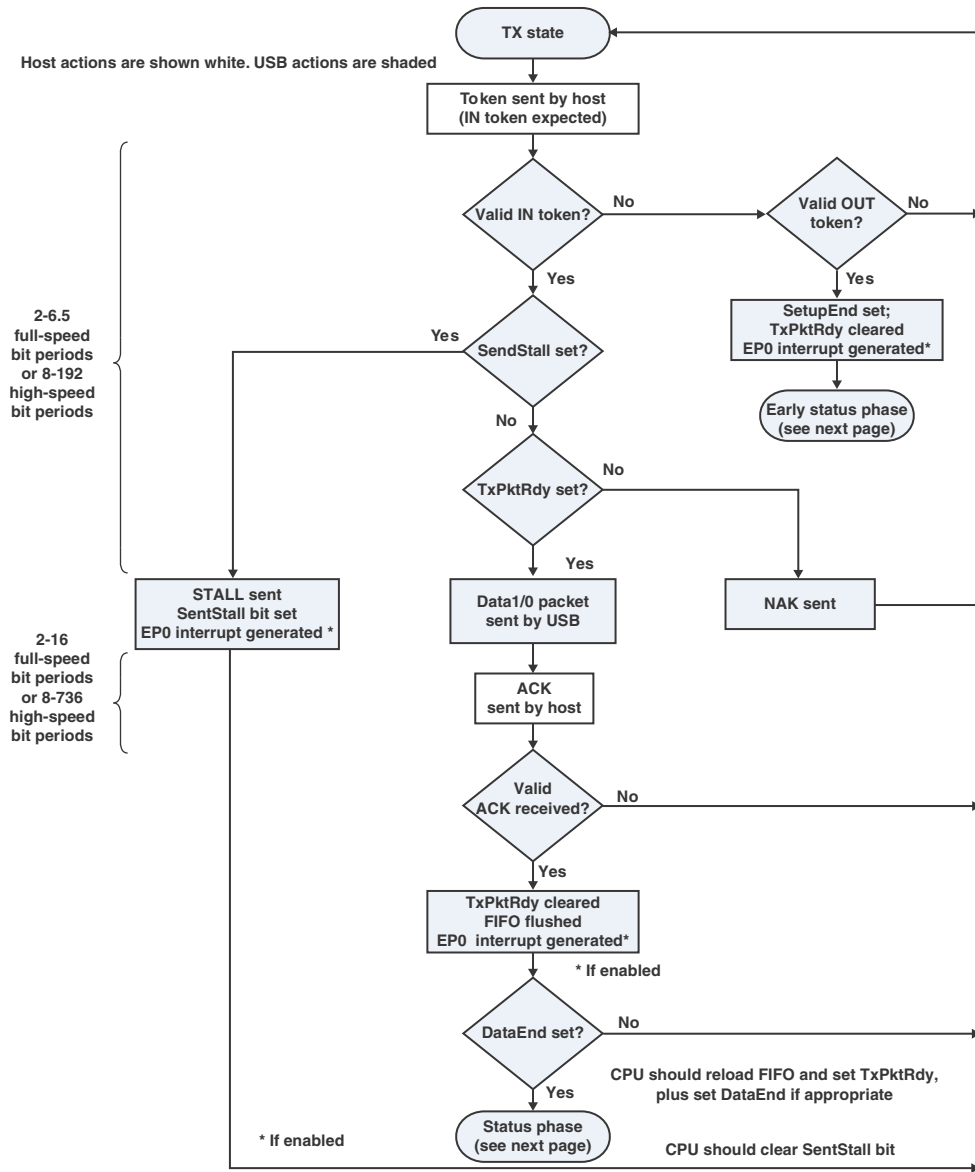 TX state
Host actions are shown white. USB actions are shaded
Token sent by host
(IN token expected)
Valid IN token?
No
Valid OUT
token?
No
Yes
Yes
SetupEnd set;
TxPktRdy cleared
EP0 interrupt generated*
Early status phase
(see next page)
2-6.5
full-speed
bit periods
or 8-192
high-speed
bit periods
Yes
SendStall set?
No
TxPktRdy set?
No
Yes
STALL sent
SentStall bit set
EP0 interrupt generated *
Data1/0 packet
sent by USB
NAK sent
2-16
full-speed
bit periods
or 8-736
high-speed
bit periods
ACK
sent by host
Valid
ACK received?
No
Yes
TxPktRdy cleared
FIFO flushed
EP0 interrupt generated*
* If enabled
DataEnd set?
No
CPU should reload FIFO and set TxPktRdy,
plus set DataEnd if appropriate
Yes
Status phase
(see next page)
* If enabled
CPU should clear SentStall bit